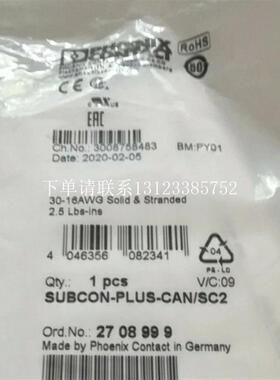 RoHS
EAC
Ch.No.: 3008758483 BM:PY01
Date: 2020-02-05
下单请联系13123385752
30-16AWG Solid & Stranded
2.5 Lbs-Ins
4 046356 082341
04
PE-LD
Qty.: 1 pcs V/C:09
SUBCON-PLUS-CAN/SC2
Ord.No.: 27 08 99 9
Made by Phoenix Contact in Germany